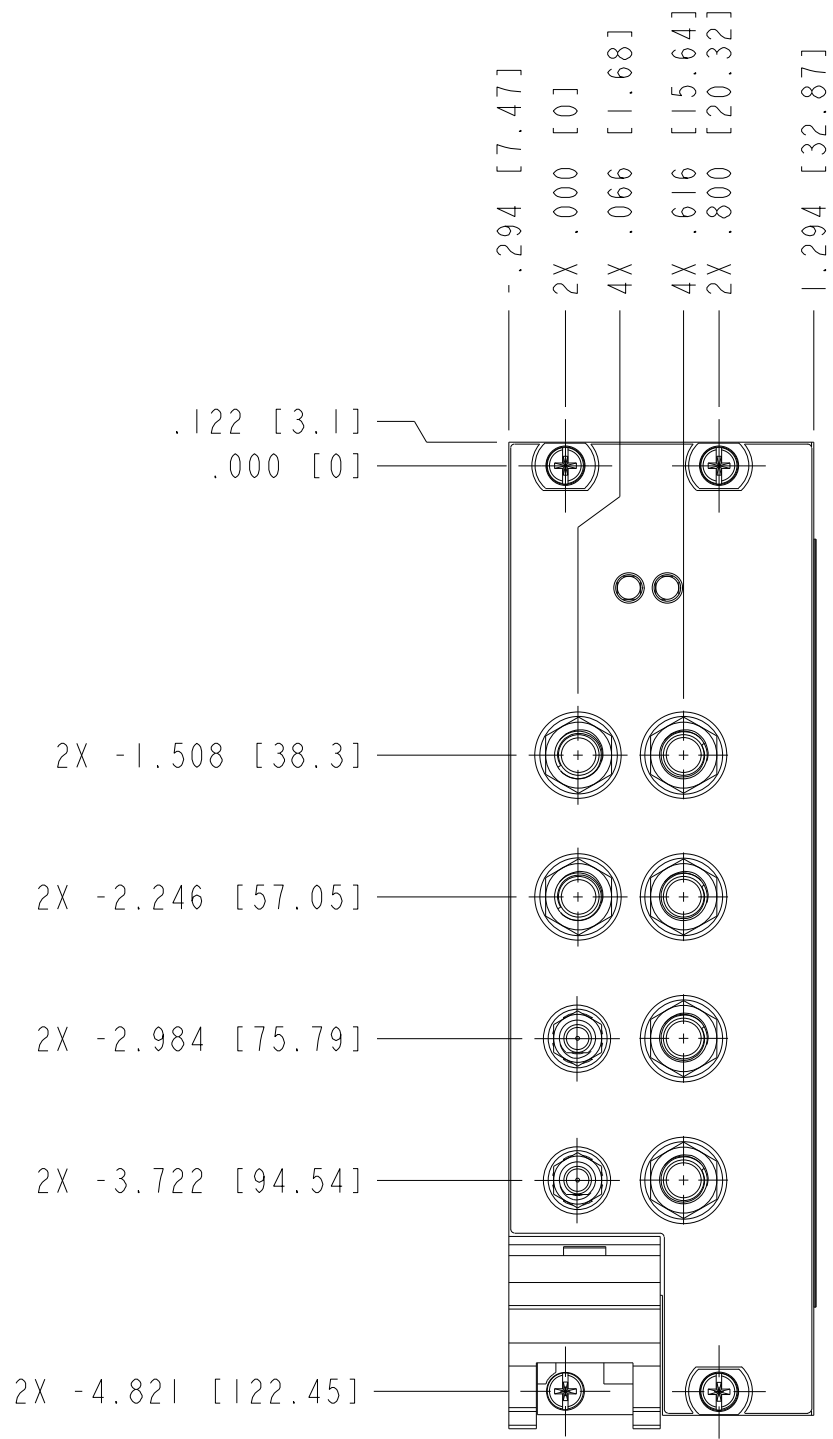 -.294 [7.47]
2X .000 [0]
4X .066 [1.68]
4X .616 [15.64]
2X .800 [20.32]
1.294 [32.87]
.122 [3.1]
.000 [0]
2X -1.508 [38.3]
2X -2.246 [57.05]
2X -2.984 [75.79]
2X -3.722 [94.54]
2X -4.821 [122.45]